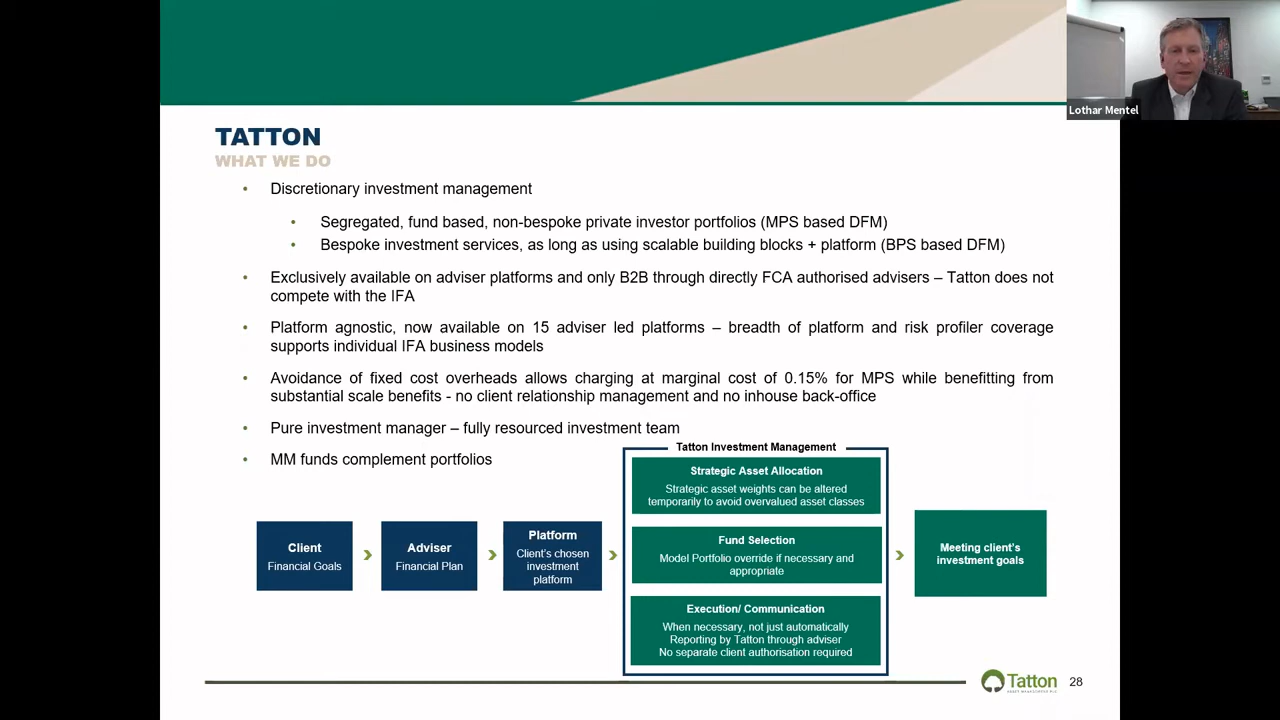 Lothar Mentel
TATTON
WHAT WE DO
• Discretionary investment management
• Segregated, fund based, non-bespoke private investor portfolios (MPS based DFM)
• Bespoke investment services, as long as using scalable building blocks + platform (BPS based DFM)
• Exclusively available on adviser platforms and only B2B through directly FCA authorised advisers – Tatton does not
compete with the IFA
• Platform agnostic, now available on 15 adviser led platforms – breadth of platform and risk profiler coverage
supports individual IFA business models
• Avoidance of fixed cost overheads allows charging at marginal cost of 0.15% for MPS while benefitting from
substantial scale benefits - no client relationship management and no inhouse back-office
• Pure investment manager – fully resourced investment team
• MM funds complement portfolios
Client
Financial Goals
Adviser
Financial Plan
Platform
Client's chosen
investment
platform
Tatton Investment Management
Strategic Asset Allocation
Strategic asset weights can be altered
temporarily to avoid overvalued asset classes
Fund Selection
Model Portfolio override if necessary and
appropriate
Execution/ Communication
When necessary, not just automatically
Reporting by Tatton through adviser
No separate client authorisation required
Meeting client's
investment goals
Tatton
ASSET MANAGEMENT PLC
28